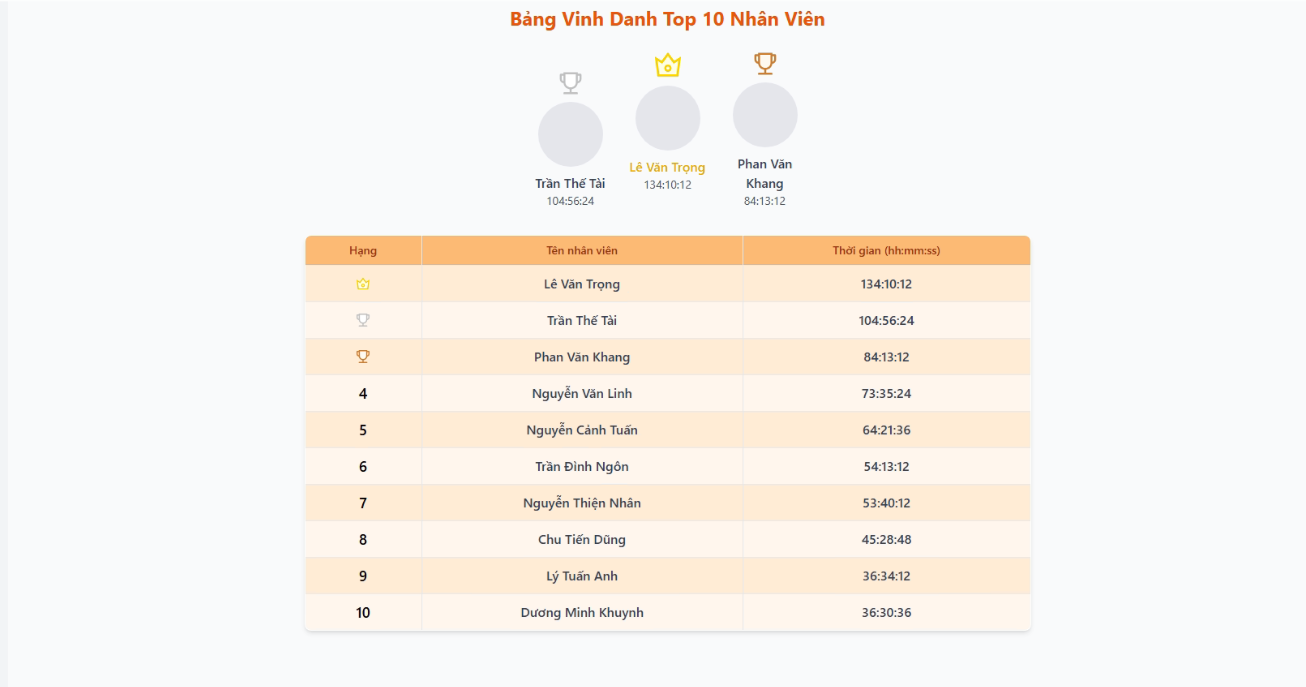 Bảng Vinh Danh Top 10 Nhân Viên
Trần Thế Tài
104:56:24
Lê Văn Trọng
134:10:12
Phan Văn
Khang
84:13:12
Hạng Tên nhân viên Thời gian (hh:mm:ss)
Lê Văn Trọng 134:10:12
Trần Thế Tài 104:56:24
Phan Văn Khang 84:13:12
4 Nguyễn Văn Linh 73:35:24
5 Nguyễn Cảnh Tuấn 64:21:36
6 Trần Đình Ngôn 54:13:12
7 Nguyễn Thiện Nhân 53:40:12
8 Chu Tiến Dũng 45:28:48
9 Lý Tuấn Anh 36:34:12
10 Dương Minh Khuynh 36:30:36